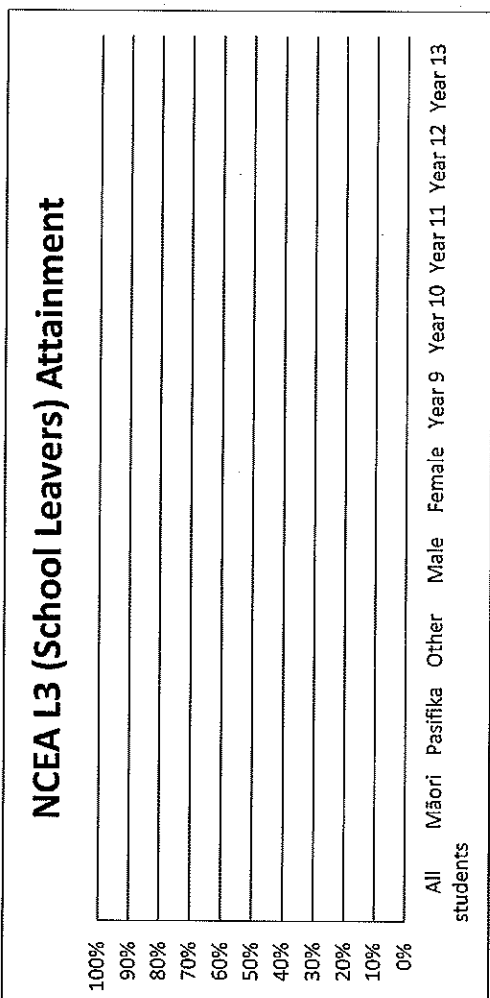 NCEA L3 (School Leavers) Attainment
100%
90%
80%
70%
60%
50%
40%
30%
20%
10%
0%
All students
Māori
Pasifika
Other
Male
Female
Year 9
Year 10
Year 11
Year 12
Year 13